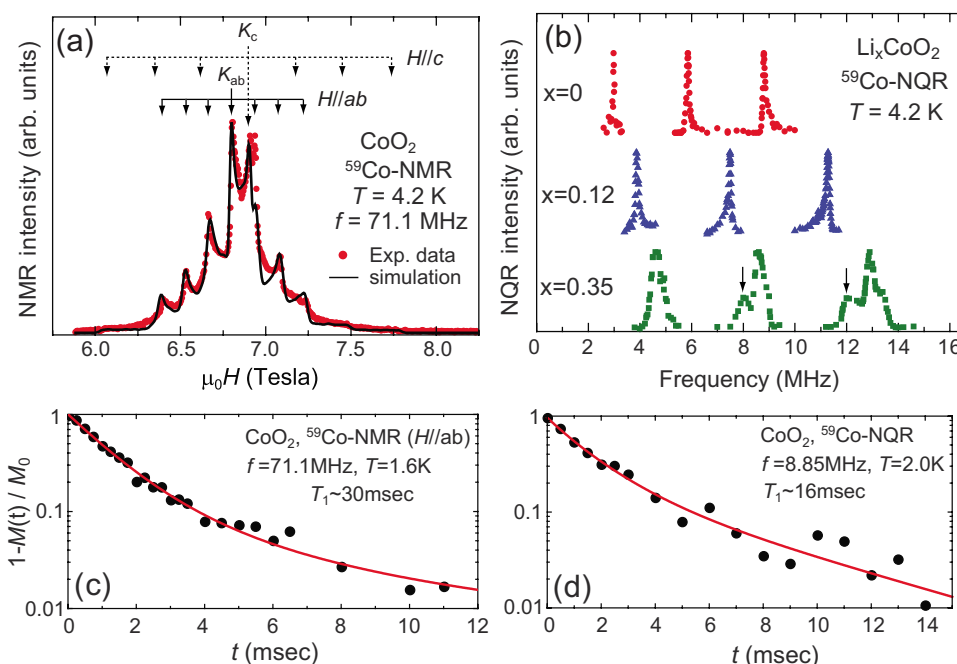 (a)
K_c
H//c
K_ab
H//ab
CoO₂
⁵⁹Co-NMR
T = 4.2 K
f = 71.1 MHz
Exp. data
simulation
NMR intensity (arb. units)
6.0 6.5 7.0 7.5 8.0
μ₀H (Tesla)
(b)
LiₓCoO₂
⁵⁹Co-NQR
T = 4.2 K
x=0
x=0.12
x=0.35
NQR intensity (arb. units)
0 2 4 6 8 10 12 14 16
Frequency (MHz)
1
0.1
0.01
1-M(t) / M₀
CoO₂, ⁵⁹Co-NMR (H//ab)
f =71.1MHz, T=1.6K
T₁~30msec
(c)
0 2 4 6 8 10 12
t (msec)
1
0.1
0.01
CoO₂, ⁵⁹Co-NQR
f =8.85MHz, T=2.0K
T₁~16msec
(d)
0 2 4 6 8 10 12 14
t (msec)